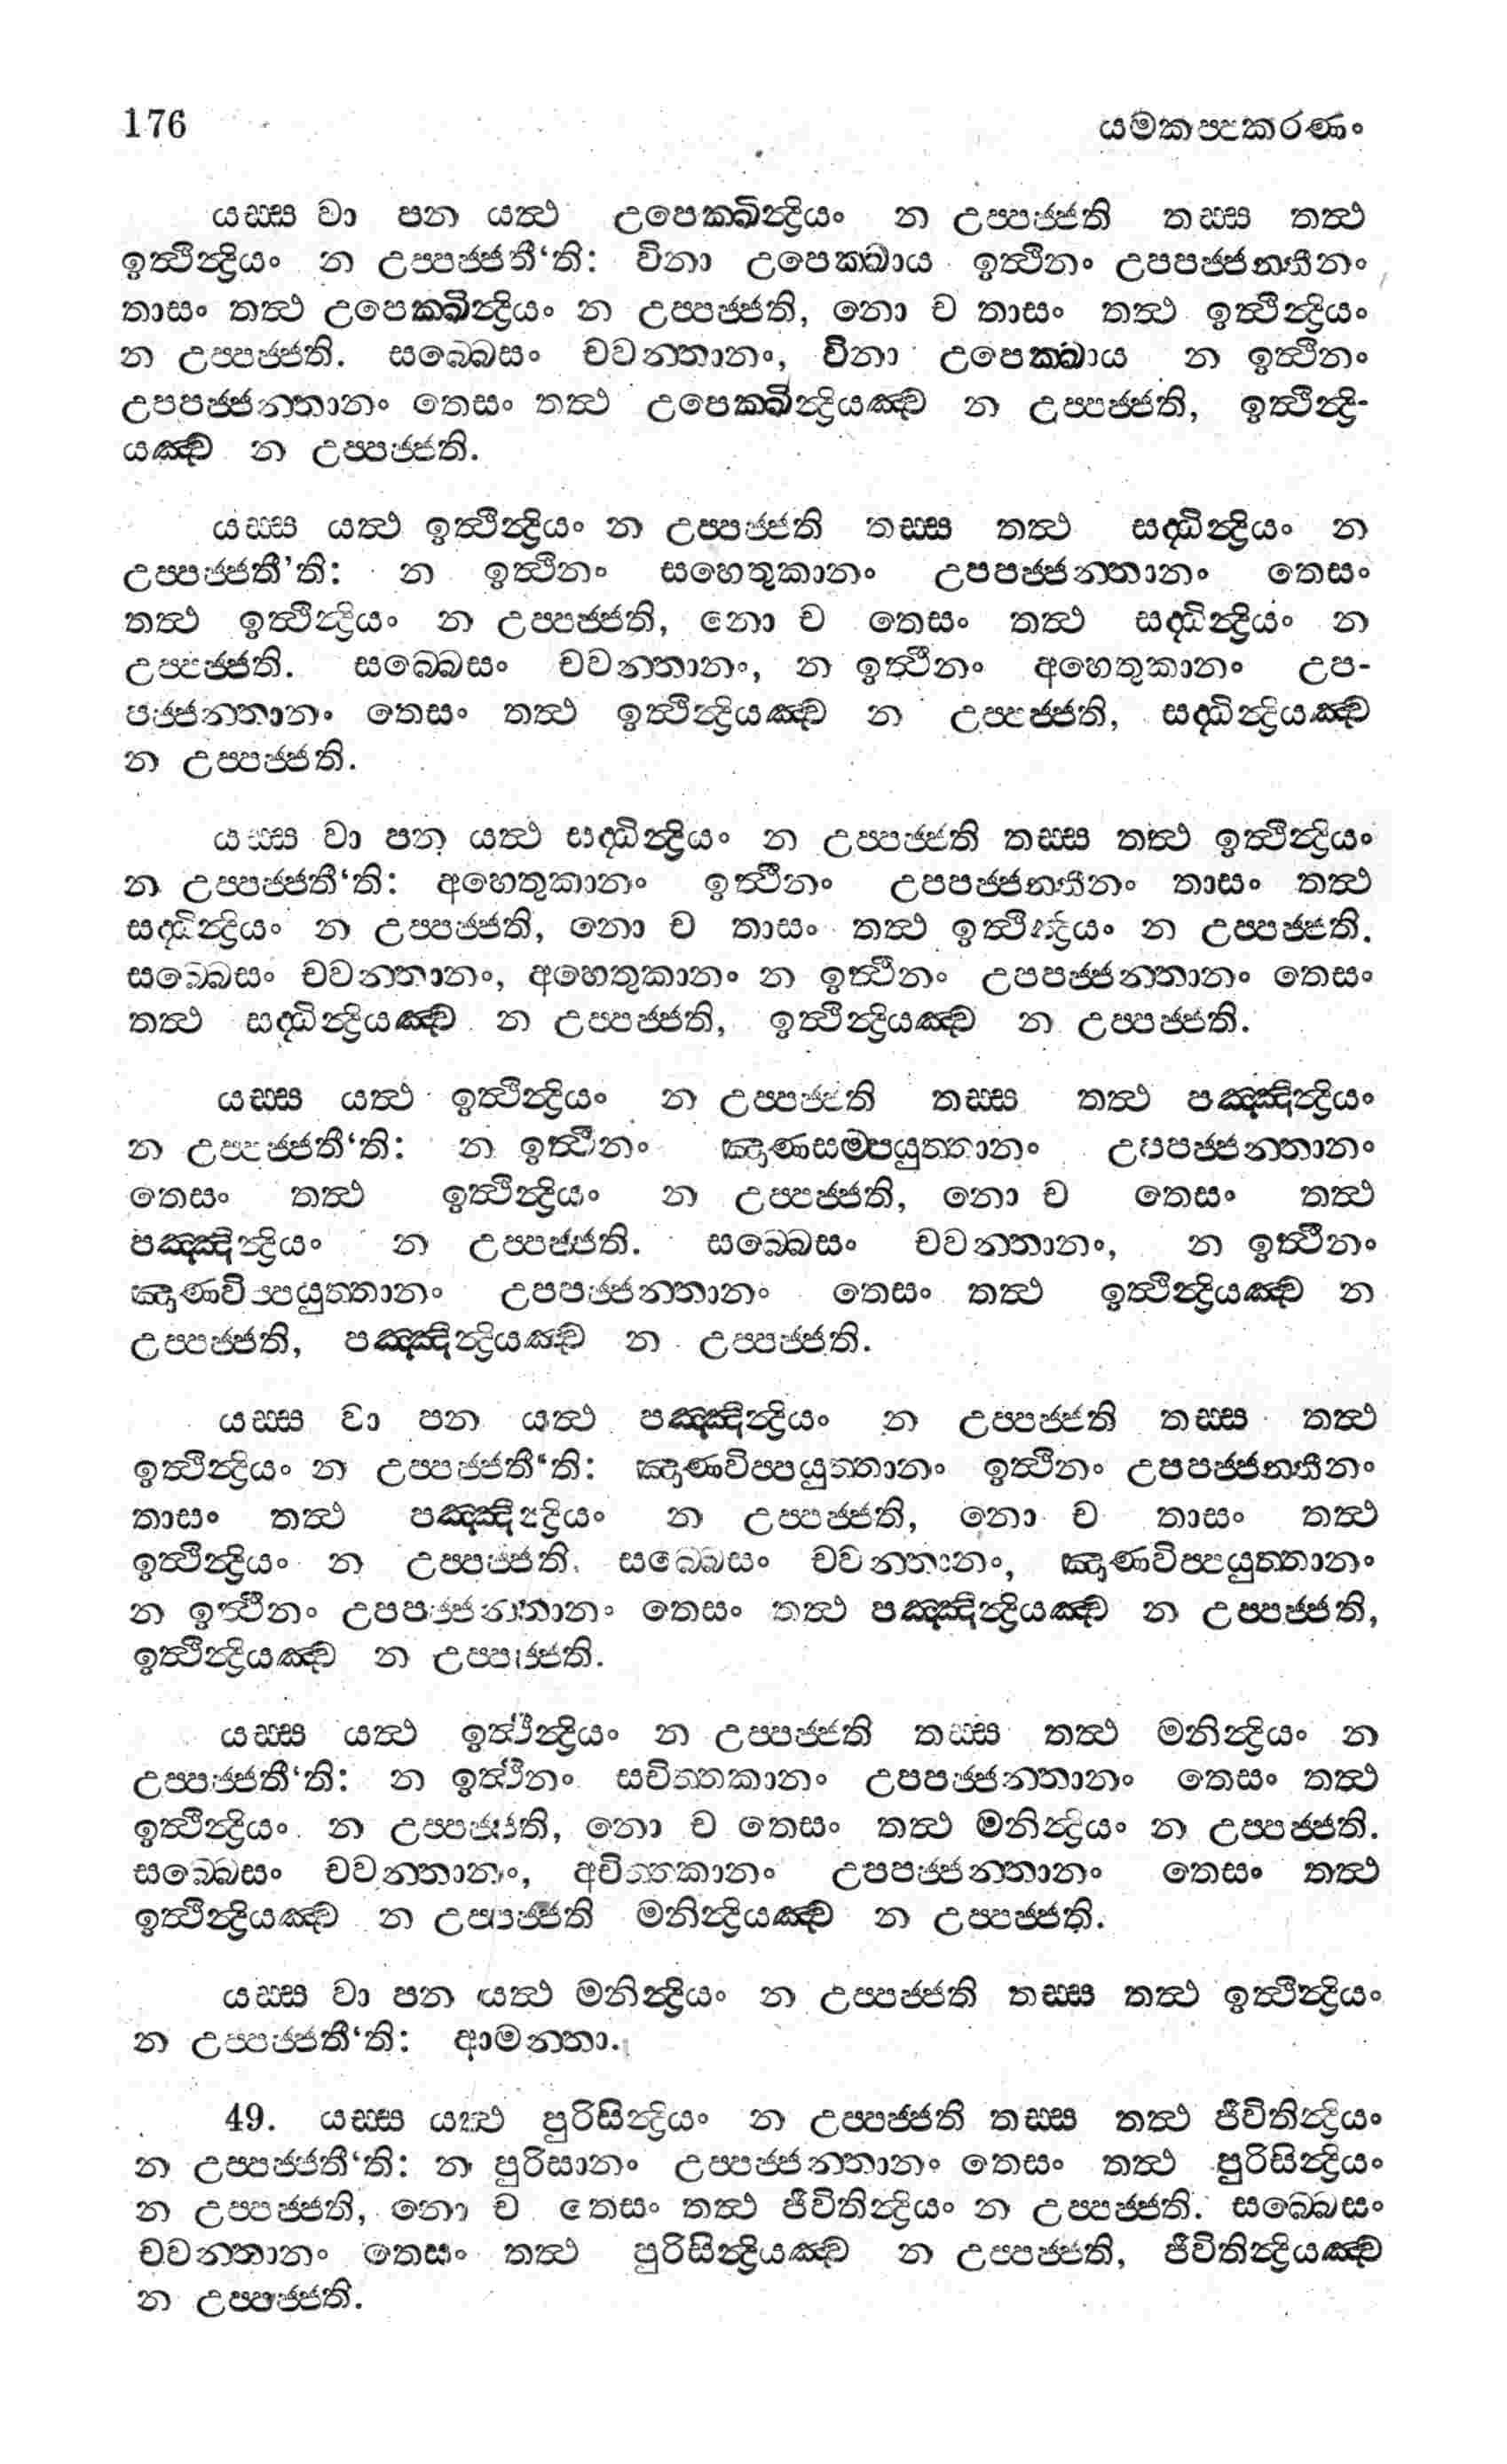 176 යමකප්පකරණං
යස්ස වා පන යත්ථ උපෙක්ඛින්ද්‍රියං න උප්පජ්ජති තස්ස තත්ථ
ඉත්ථින්ද්‍රියං න උප්පජ්ජතී‘ති: විනා උපෙක්ඛාය ඉත්ථිනං උපපජ්ජන්තීනං
තාසං තත්ථ උපෙක්ඛින්ද්‍රියං න උප්පජ්ජති, නො ච තාසං තත්ථ ඉත්ථින්ද්‍රියං
න උප්පජ්ජති. සබ්බෙසං චවන්තානං, විනා උපෙක්ඛාය න ඉත්ථිනං
උපපජ්ජන්තානං තෙසං තත්ථ උපෙක්ඛින්ද්‍රියඤ්ච න උප්පජ්ජති, ඉත්ථින්ද්‍රි-
යඤ්ච න උප්පජ්ජති.
යස්ස යත්ථ ඉත්ථින්ද්‍රියං න උප්පජ්ජති තස්ස තත්ථ සද්ධින්ද්‍රියං න
උප්පජ්ජතී’ති: න ඉත්ථිනං සහෙතුකානං උපපජ්ජන්තානං තෙසං
තත්ථ ඉත්ථින්ද්‍රියං න උප්පජ්ජති, නො ච තෙසං තත්ථ සද්ධින්ද්‍රියං න
උප්පජ්ජති. සබ්බෙසං චවන්තානං, න ඉත්ථීනං අහෙතුකානං උප-
පජ්ජන්තානං තෙසං තත්ථ ඉත්ථින්ද්‍රියඤ්ච න උප්පජ්ජති, සද්ධින්ද්‍රියඤ්ච
න උප්පජ්ජති.
යස්ස වා පන යත්ථ සද්ධින්ද්‍රියං න උප්පජ්ජති තස්ස තත්ථ ඉත්ථින්ද්‍රියං
න උප්පජ්ජතී‘ති: අහෙතුකානං ඉත්ථීනං උපපජ්ජන්තීනං තාසං තත්ථ
සද්ධින්ද්‍රියං න උප්පජ්ජති, නො ච තාසං තත්ථ ඉත්ථින්ද්‍රියං න උප්පජ්ජති.
සබ්බෙසං චවන්තානං, අහෙතුකානං න ඉත්ථීනං උපපජ්ජන්තානං තෙසං
තත්ථ සද්ධින්ද්‍රියඤ්ච න උප්පජ්ජති, ඉත්ථින්ද්‍රියඤ්ච න උප්පජ්ජති.
යස්ස යත්ථ ඉත්ථින්ද්‍රියං න උප්පජ්ජති තස්ස තත්ථ පඤ්ඤින්ද්‍රියං
න උප්පජ්ජතී‘ති: න ඉත්ථීනං ඤාණසම්පයුත්තානං උපපජ්ජන්තානං
තෙසං තත්ථ ඉත්ථින්ද්‍රියං න උප්පජ්ජති, නො ච තෙසං තත්ථ
පඤ්ඤින්ද්‍රියං න උප්පජ්ජති. සබ්බෙසං චවන්තානං, න ඉත්ථීනං
ඤාණවිප්පයුත්තානං උපපජ්ජන්තානං තෙසං තත්ථ ඉත්ථින්ද්‍රියඤ්ච න
උප්පජ්ජති, පඤ්ඤින්ද්‍රියඤ්ච න උප්පජ්ජති.
යස්ස වා පන යත්ථ පඤ්ඤින්ද්‍රියං න උප්පජ්ජති තස්ස තත්ථ
ඉත්ථින්ද්‍රියං න උප්පජ්ජතී‘ති: ඤාණවිප්පයුත්තානං ඉත්ථිනං උපපජ්ජන්තීනං
තාසං තත්ථ පඤ්ඤින්ද්‍රියං න උප්පජ්ජති, නො ච තාසං තත්ථ
ඉත්ථින්ද්‍රියං න උප්පජ්ජති. සබ්බෙසං චවන්තානං, ඤාණවිප්පයුත්තානං
න ඉත්ථීනං උපපජ්ජන්තානං තෙසං තත්ථ පඤ්ඤින්ද්‍රියඤ්ච න උප්පජ්ජති,
ඉත්ථින්ද්‍රියඤ්ච න උප්පජ්ජති.
යස්ස යත්ථ ඉත්ථින්ද්‍රියං න උප්පජ්ජති තස්ස තත්ථ මනින්ද්‍රියං න
උප්පජ්ජතී‘ති: න ඉත්ථිනං සචිත්තකානං උපපජ්ජන්තානං තෙසං තත්ථ
ඉත්ථින්ද්‍රියං න උප්පජ්ජති, නො ච තෙසං තත්ථ මනින්ද්‍රියං න උප්පජ්ජති.
සබ්බෙසං චවන්තානං, අචිත්තකානං උපපජ්ජන්තානං තෙසං තත්ථ
ඉත්ථින්ද්‍රියඤ්ච න උප්පජ්ජති මනින්ද්‍රියඤ්ච න උප්පජ්ජති.
යස්ස වා පන යත්ථ මනින්ද්‍රියං න උප්පජ්ජති තස්ස තත්ථ ඉත්ථින්ද්‍රියං
න උප්පජ්ජතී‘ති: ආමන්තා.
49. යස්ස යත්ථ පුරිසින්ද්‍රියං න උප්පජ්ජති තස්ස තත්ථ ජීවිතින්ද්‍රියං
න උප්පජ්ජතී‘ති: න පුරිසානං උප්පජ්ජන්තානං තෙසං තත්ථ පුරිසින්ද්‍රියං
න උප්පජ්ජති, නො ච තෙසං තත්ථ ජීවිතින්ද්‍රියං න උප්පජ්ජති. සබ්බෙසං
චවන්තානං තෙසං තත්ථ පුරිසින්ද්‍රියඤ්ච න උප්පජ්ජති, ජීවිතින්ද්‍රියඤ්ච
න උප්පජ්ජති.